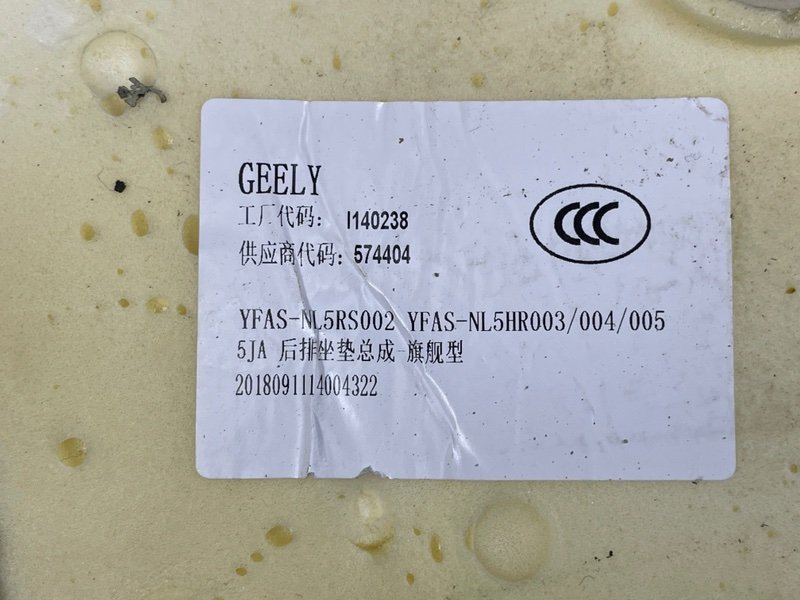 GEELY
工厂代码： I140238
供应商代码：574404
CCC
YFAS-NL5RS002 YFAS-NL5HR003/004/005
5JA 后排坐垫总成-旗舰型
2018091114004322